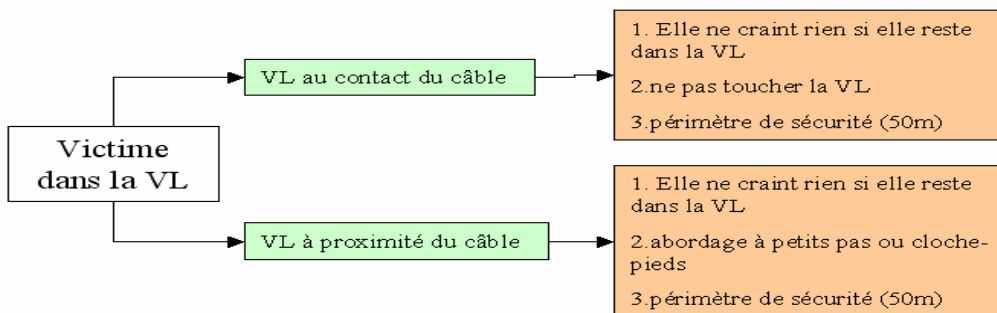 Victime
dans la VL
VL au contact du câble
1. Elle ne craint rien si elle reste
dans la VL
2.ne pas toucher la VL
3.périmètre de sécurité (50m)
VL à proximité du câble
1. Elle ne craint rien si elle reste
dans la VL
2.abordage à petits pas ou cloche-
pieds
3.périmètre de sécurité (50m)